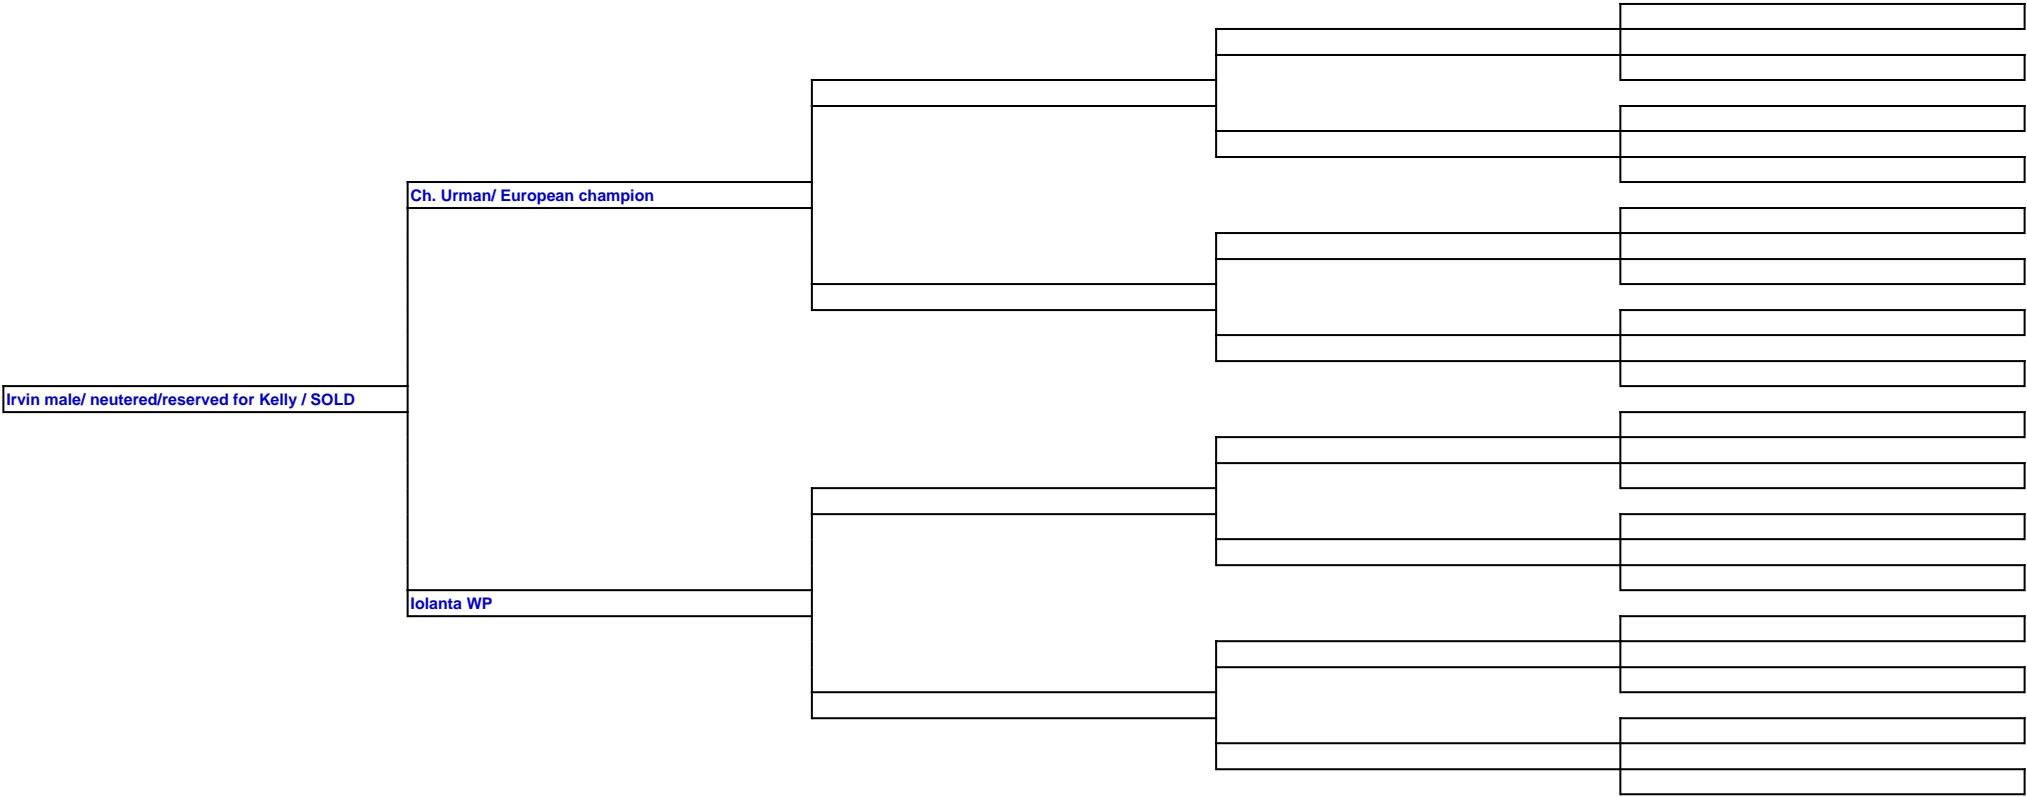 Ch. Urman/ European champion
Irvin male/ neutered/reserved for Kelly / SOLD
Iolanta WP